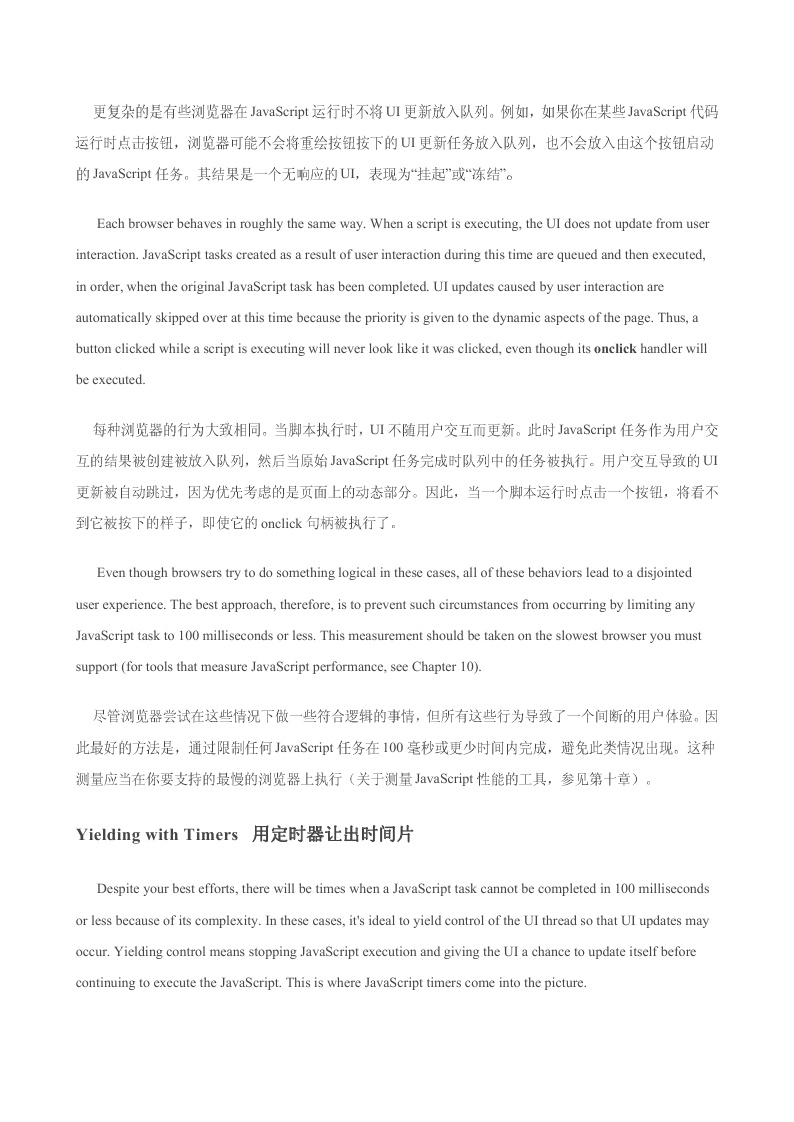 更复杂的是有些浏览器在 JavaScript 运行时不将 UI 更新放入队列。例如，如果你在某些 JavaScript 代码
运行时点击按钮，浏览器可能不会将重绘按钮按下的 UI 更新任务放入队列，也不会放入由这个按钮启动
的 JavaScript 任务。其结果是一个无响应的 UI，表现为“挂起”或“冻结”。
Each browser behaves in roughly the same way. When a script is executing, the UI does not update from user
interaction. JavaScript tasks created as a result of user interaction during this time are queued and then executed,
in order, when the original JavaScript task has been completed. UI updates caused by user interaction are
automatically skipped over at this time because the priority is given to the dynamic aspects of the page. Thus, a
button clicked while a script is executing will never look like it was clicked, even though its onclick handler will
be executed.
每种浏览器的行为大致相同。当脚本执行时，UI 不随用户交互而更新。此时 JavaScript 任务作为用户交
互的结果被创建被放入队列，然后当原始 JavaScript 任务完成时队列中的任务被执行。用户交互导致的 UI
更新被自动跳过，因为优先考虑的是页面上的动态部分。因此，当一个脚本运行时点击一个按钮，将看不
到它被按下的样子，即使它的 onclick 句柄被执行了。
Even though browsers try to do something logical in these cases, all of these behaviors lead to a disjointed
user experience. The best approach, therefore, is to prevent such circumstances from occurring by limiting any
JavaScript task to 100 milliseconds or less. This measurement should be taken on the slowest browser you must
support (for tools that measure JavaScript performance, see Chapter 10).
尽管浏览器尝试在这些情况下做一些符合逻辑的事情，但所有这些行为导致了一个间断的用户体验。因
此最好的方法是，通过限制任何 JavaScript 任务在 100 毫秒或更少时间内完成，避免此类情况出现。这种
测量应当在你要支持的最慢的浏览器上执行（关于测量 JavaScript 性能的工具，参见第十章）。
Yielding with Timers 用定时器让出时间片
Despite your best efforts, there will be times when a JavaScript task cannot be completed in 100 milliseconds
or less because of its complexity. In these cases, it's ideal to yield control of the UI thread so that UI updates may
occur. Yielding control means stopping JavaScript execution and giving the UI a chance to update itself before
continuing to execute the JavaScript. This is where JavaScript timers come into the picture.